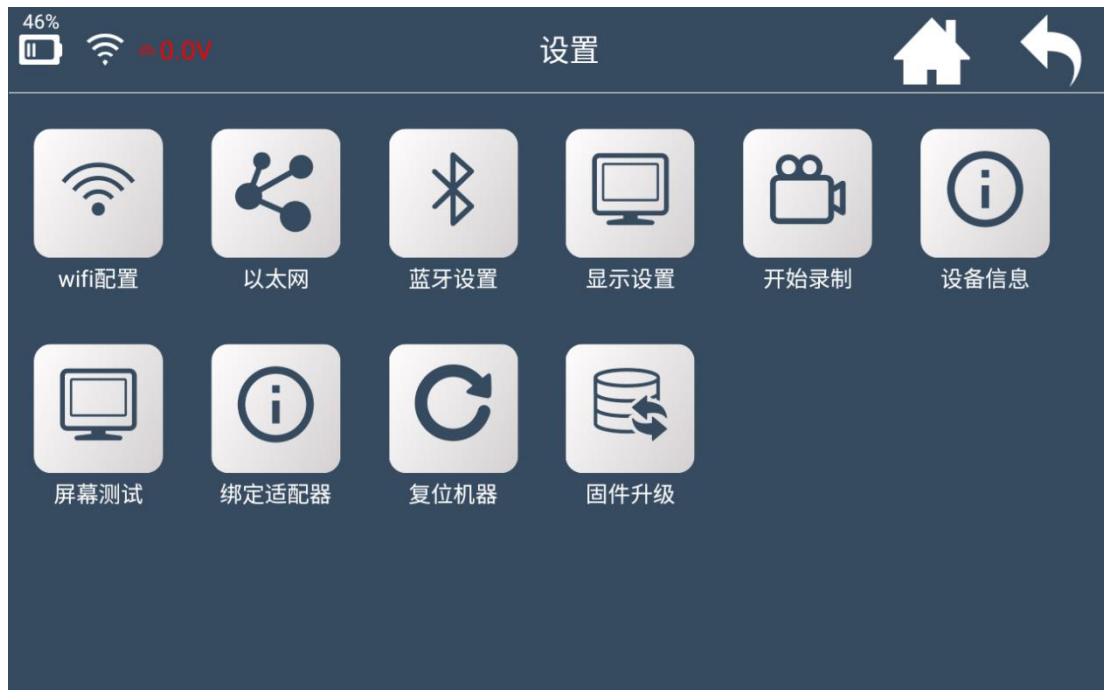 46%
0.0V
设置
wifi配置
以太网
蓝牙设置
显示设置
开始录制
设备信息
屏幕测试
绑定适配器
复位机器
固件升级